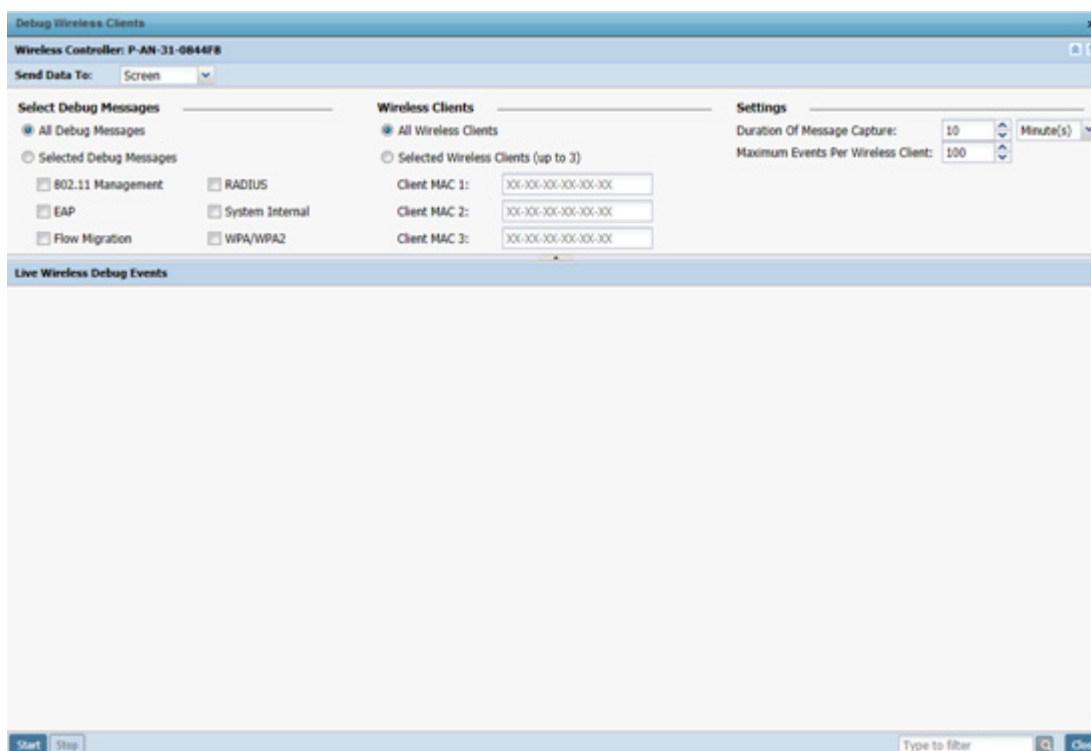 Debug Wireless Clients
Wireless Controller: P-AN-31-0844F8
Send Data To: Screen
Select Debug Messages
All Debug Messages
Selected Debug Messages
802.11 Management RADIUS
EAP System Internal
Flow Migration WPA/WPA2
Wireless Clients
All Wireless Clients
Selected Wireless Clients (up to 3)
Client MAC 1: XX-XX-XX-XX-XX-XX
Client MAC 2: XX-XX-XX-XX-XX-XX
Client MAC 3: XX-XX-XX-XX-XX-XX
Settings
Duration Of Message Capture: 10 Minute(s)
Maximum Events Per Wireless Client: 100
Live Wireless Debug Events
Start Stop Type to filter